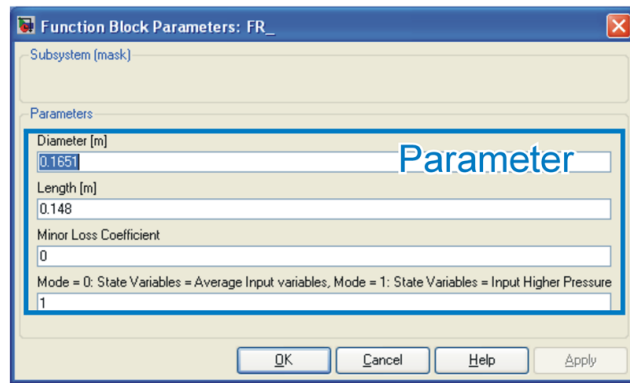 Function Block Parameters: FR_
Subsystem (mask)
Parameters
Diameter [m]
Parameter
0.1651
Length [m]
0.148
Minor Loss Coefficient
0
Mode = 0: State Variables = Average Input variables, Mode = 1: State Variables = Input Higher Pressure
1
OK Cancel Help Apply